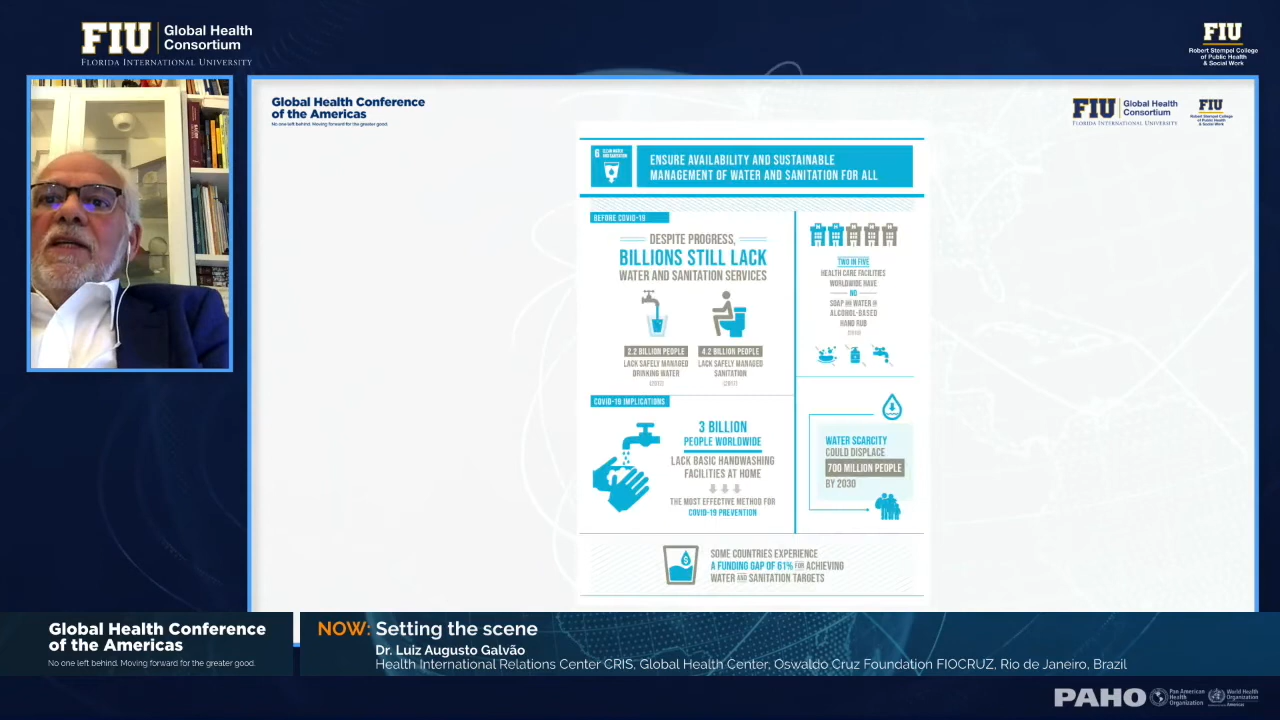 FIU
Global Health
Consortium
FLORIDA INTERNATIONAL UNIVERSITY
FIU
Robert Stempel College
of Public Health
& Social Work
Global Health Conference
of the Americas
No one left behind. Moving forward for the greater good.
FIU
Global Health
Consortium
FLORIDA INTERNATIONAL UNIVERSITY
FIU
Robert Stempel College
of Public Health
& Social Work
6 CLEAN WATER
AND SANITATION
ENSURE AVAILABILITY AND SUSTAINABLE
MANAGEMENT OF WATER AND SANITATION FOR ALL
BEFORE COVID-19
DESPITE PROGRESS,
BILLIONS STILL LACK
WATER AND SANITATION SERVICES
2.2 BILLION PEOPLE
LACK SAFELY MANAGED
DRINKING WATER
(2017)
4.2 BILLION PEOPLE
LACK SAFELY MANAGED
SANITATION
(2017)
TWO IN FIVE
HEALTH CARE FACILITIES
WORLDWIDE HAVE
NO
SOAP AND WATER OR
ALCOHOL-BASED
HAND RUB
COVID-19 IMPLICATIONS
3 BILLION
PEOPLE WORLDWIDE
LACK BASIC HANDWASHING
FACILITIES AT HOME
THE MOST EFFECTIVE METHOD FOR
COVID-19 PREVENTION
WATER SCARCITY
COULD DISPLACE
700 MILLION PEOPLE
BY 2030
SOME COUNTRIES EXPERIENCE
A FUNDING GAP OF 61% FOR ACHIEVING
WATER AND SANITATION TARGETS
Global Health Conference
of the Americas
No one left behind. Moving forward for the greater good.
NOW: Setting the scene
Dr. Luiz Augusto Galvão
Health International Relations Center CRIS, Global Health Center, Oswaldo Cruz Foundation FIOCRUZ, Rio de Janeiro, Brazil
PAHO
Pan American
Health
Organization
World Health
Organization
Americas